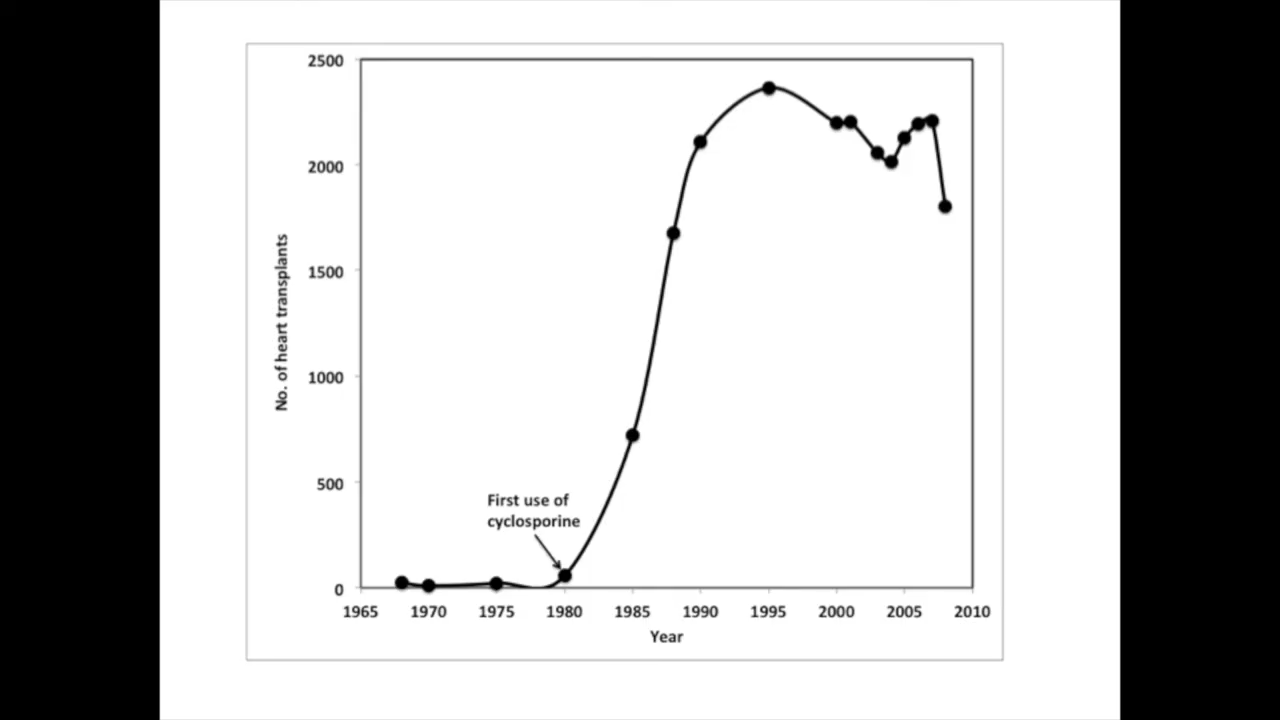 2500
2000
1500
1000
500
0
No. of heart transplants
First use of
cyclosporine
1965 1970 1975 1980 1985 1990 1995 2000 2005 2010
Year